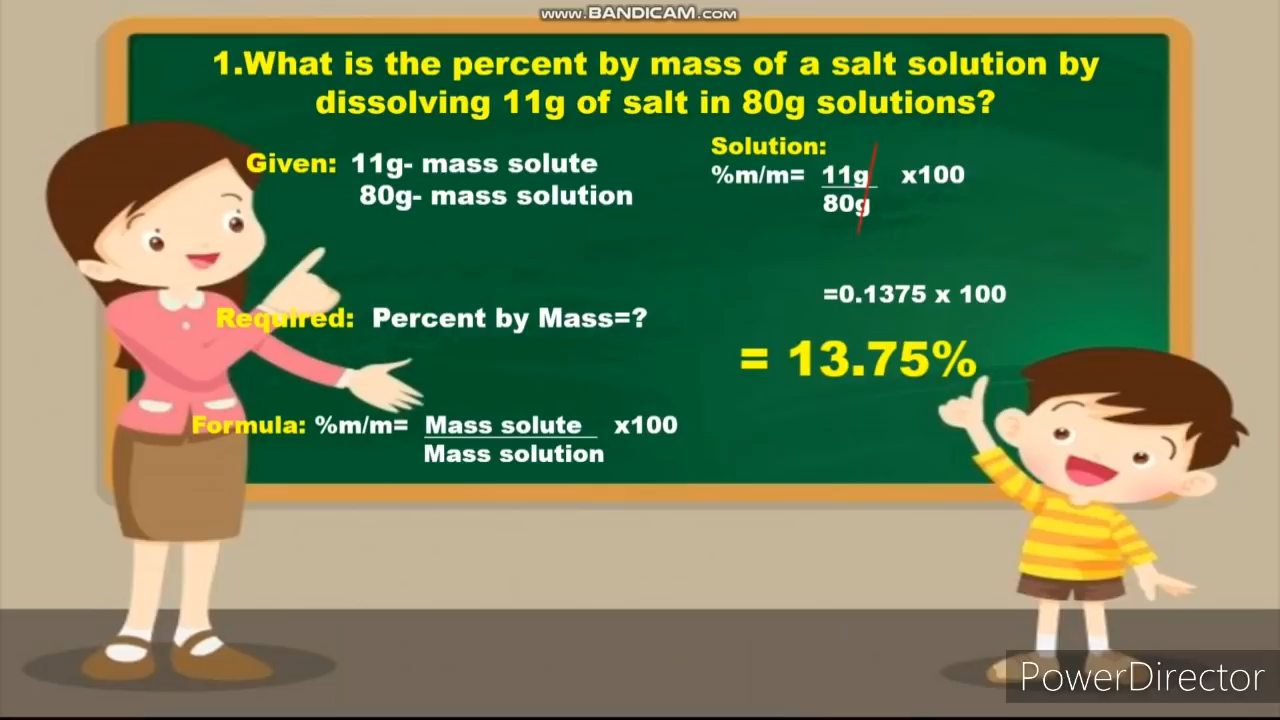 www.BANDICAM.com
1.What is the percent by mass of a salt solution by
dissolving 11g of salt in 80g solutions?
Given: 11g- mass solute
80g- mass solution
Required: Percent by Mass=?
Formula: %m/m= Mass solute x100
Mass solution
Solution:
%m/m= 11g x100
80g
=0.1375 x 100
= 13.75%
PowerDirector